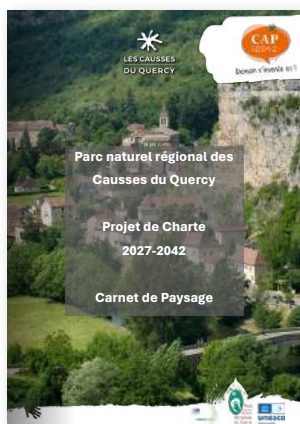 LES CAUSSES
DU QUERCY
CAP
Demain s'invente ici !
Parc naturel régional des
Causses du Quercy
Projet de Charte
2027-2042
Carnet de Paysage
unesco